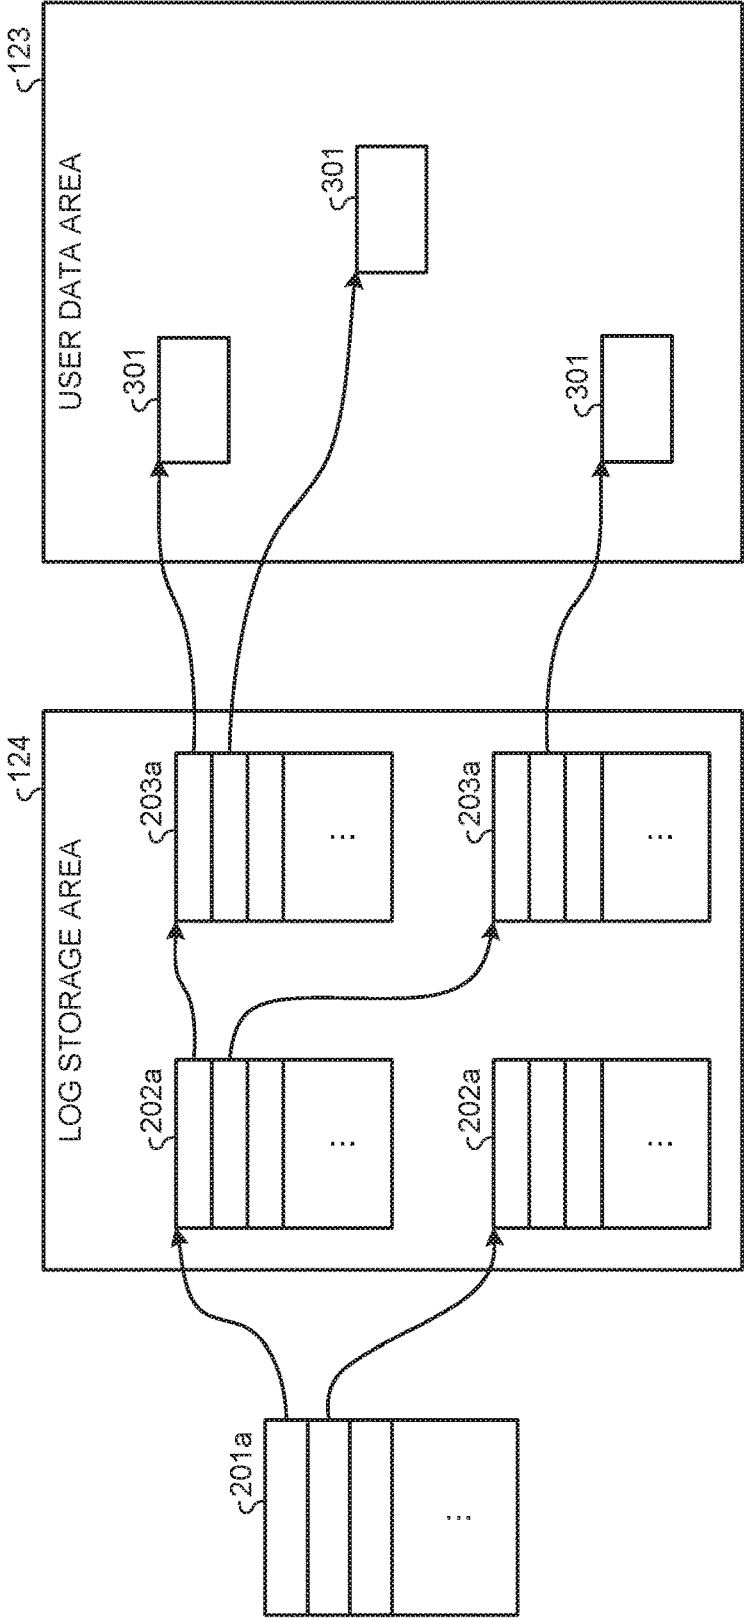 201a
...
LOG STORAGE AREA
124
202a
...
202a
...
203a
...
203a
...
USER DATA AREA
123
301
301
301